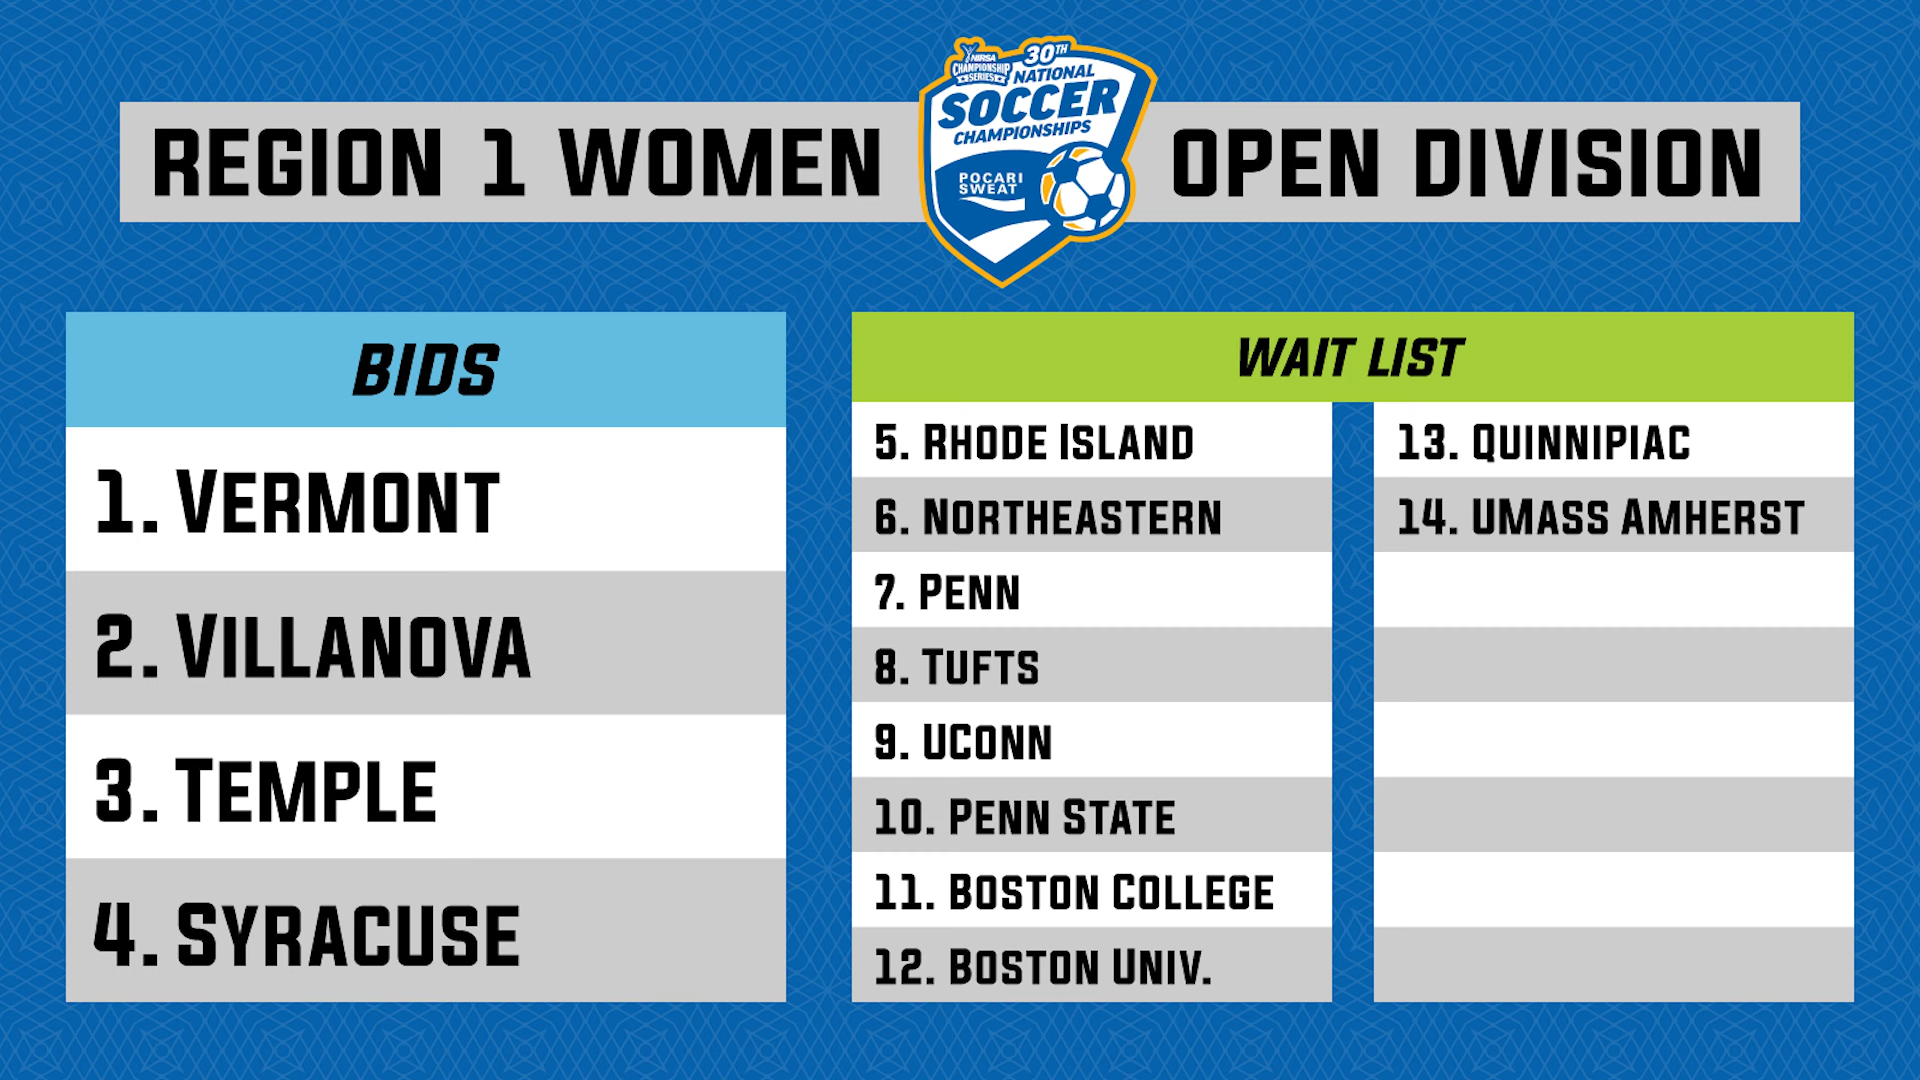 REGION 1 WOMEN
NIRSA
CHAMPIONSHIP
SERIES
30TH
NATIONAL
SOCCER
CHAMPIONSHIPS
POCARI
SWEAT
OPEN DIVISION
BIDS
1. VERMONT
2. VILLANOVA
3. TEMPLE
4. SYRACUSE
WAIT LIST
5. RHODE ISLAND
6. NORTHEASTERN
7. PENN
8. TUFTS
9. UCONN
10. PENN STATE
11. BOSTON COLLEGE
12. BOSTON UNIV.
13. QUINNIPIAC
14. UMASS AMHERST